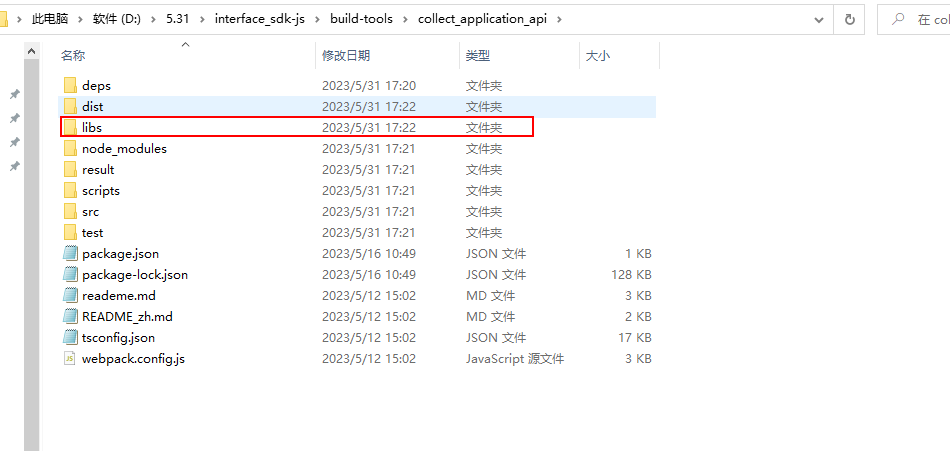 此电脑 › 软件 (D:) › 5.31 › interface_sdk-js › build-tools › collect_application_api ›
在 col
名称 修改日期 类型 大小
deps 2023/5/31 17:20 文件夹
dist 2023/5/31 17:22 文件夹
libs 2023/5/31 17:22 文件夹
node_modules 2023/5/31 17:21 文件夹
result 2023/5/31 17:21 文件夹
scripts 2023/5/31 17:21 文件夹
src 2023/5/31 17:21 文件夹
test 2023/5/31 17:21 文件夹
package.json 2023/5/16 10:49 JSON 文件 1 KB
package-lock.json 2023/5/16 10:49 JSON 文件 128 KB
reademe.md 2023/5/12 15:02 MD 文件 3 KB
README_zh.md 2023/5/12 15:02 MD 文件 2 KB
tsconfig.json 2023/5/12 15:02 JSON 文件 17 KB
webpack.config.js 2023/5/12 15:02 JavaScript 源文件 3 KB